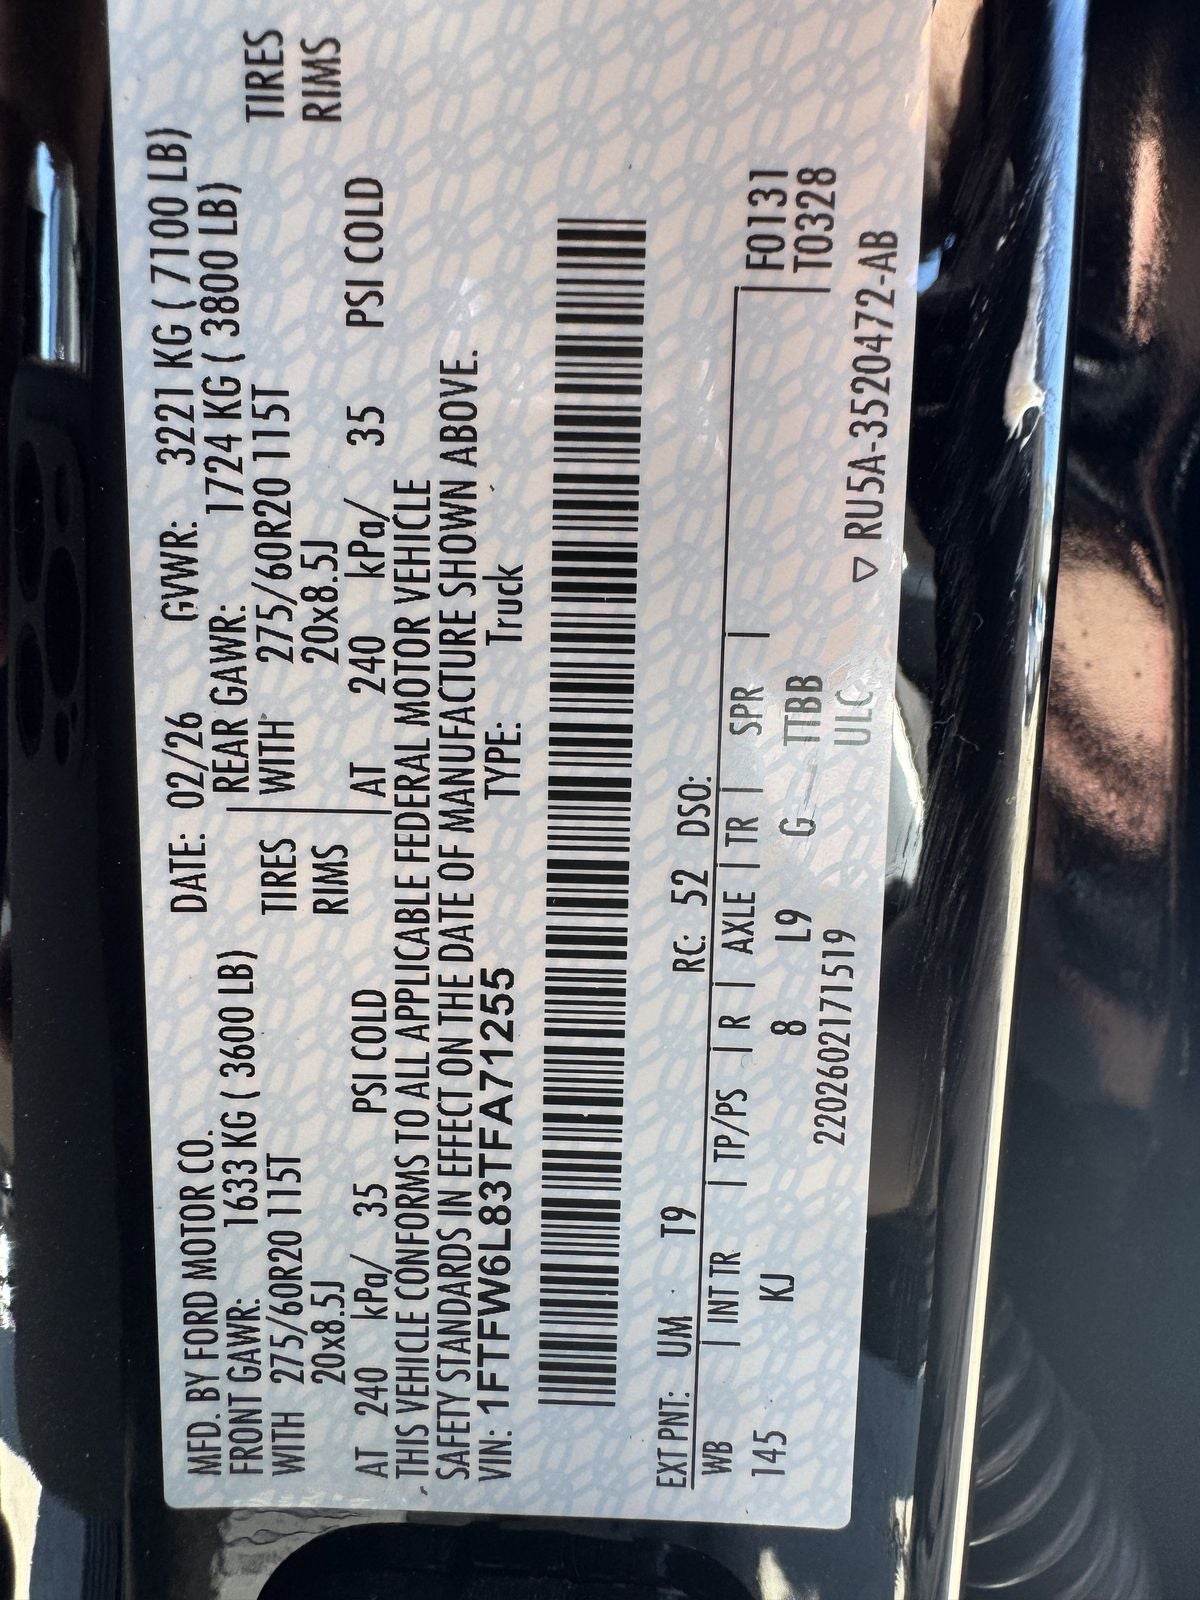 MFD. BY FORD MOTOR CO. DATE: 02/26 GVWR: 3221 KG ( 7100 LB)
FRONT GAWR: 1633 KG ( 3600 LB) REAR GAWR: 1724 KG ( 3800 LB)
WITH 275/60R20 115T TIRES WITH 275/60R20 115T TIRES
20x8.5J RIMS 20x8.5J RIMS
AT 240 kPa/ 35 PSI COLD AT 240 kPa/ 35 PSI COLD
THIS VEHICLE CONFORMS TO ALL APPLICABLE FEDERAL MOTOR VEHICLE
SAFETY STANDARDS IN EFFECT ON THE DATE OF MANUFACTURE SHOWN ABOVE.
VIN: 1FTFW6L83TFA71255 TYPE: Truck
EXT PNT: UM T9 RC: 52 DSO:
WB | INT TR | TP/PS | R | AXLE | TR | SPR | F0131
145 KJ 8 L9 G TTBB T0328
2202602171519 ULC
▽ RU5A-3520472-AB